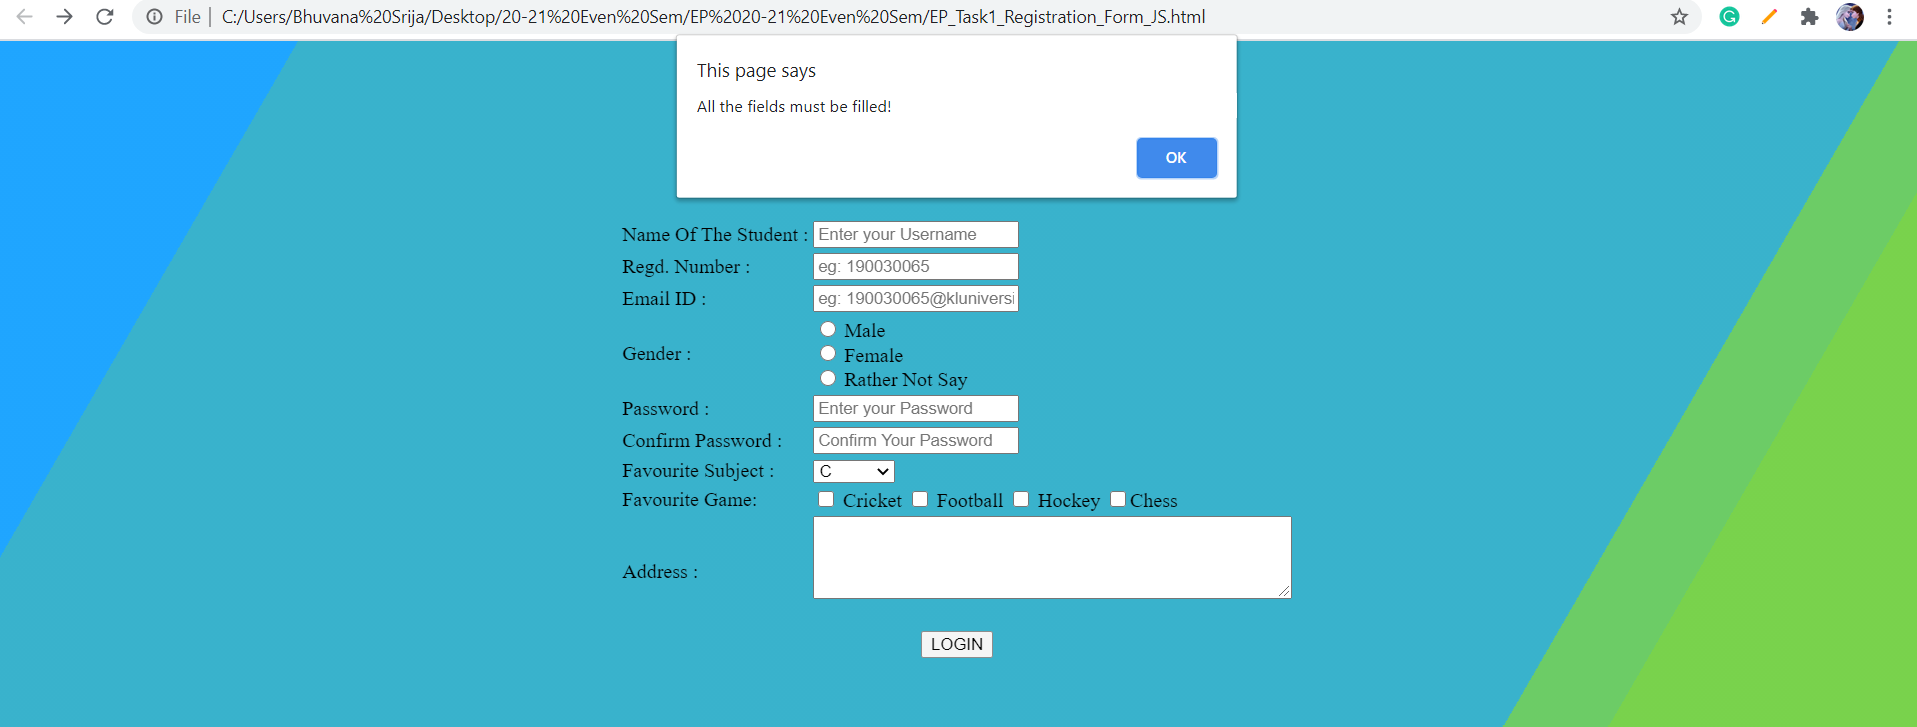 File | C:/Users/Bhuvana%20Srija/Desktop/20-21%20Even%20Sem/EP%2020-21%20Even%20Sem/EP_Task1_Registration_Form_JS.html
This page says
All the fields must be filled!
OK
Name Of The Student : Enter your Username
Regd. Number : eg: 190030065
Email ID : eg: 190030065@kluniversi
Male
Gender : Female
Rather Not Say
Password : Enter your Password
Confirm Password : Confirm Your Password
Favourite Subject : C
Favourite Game: Cricket Football Hockey Chess
Address :
LOGIN